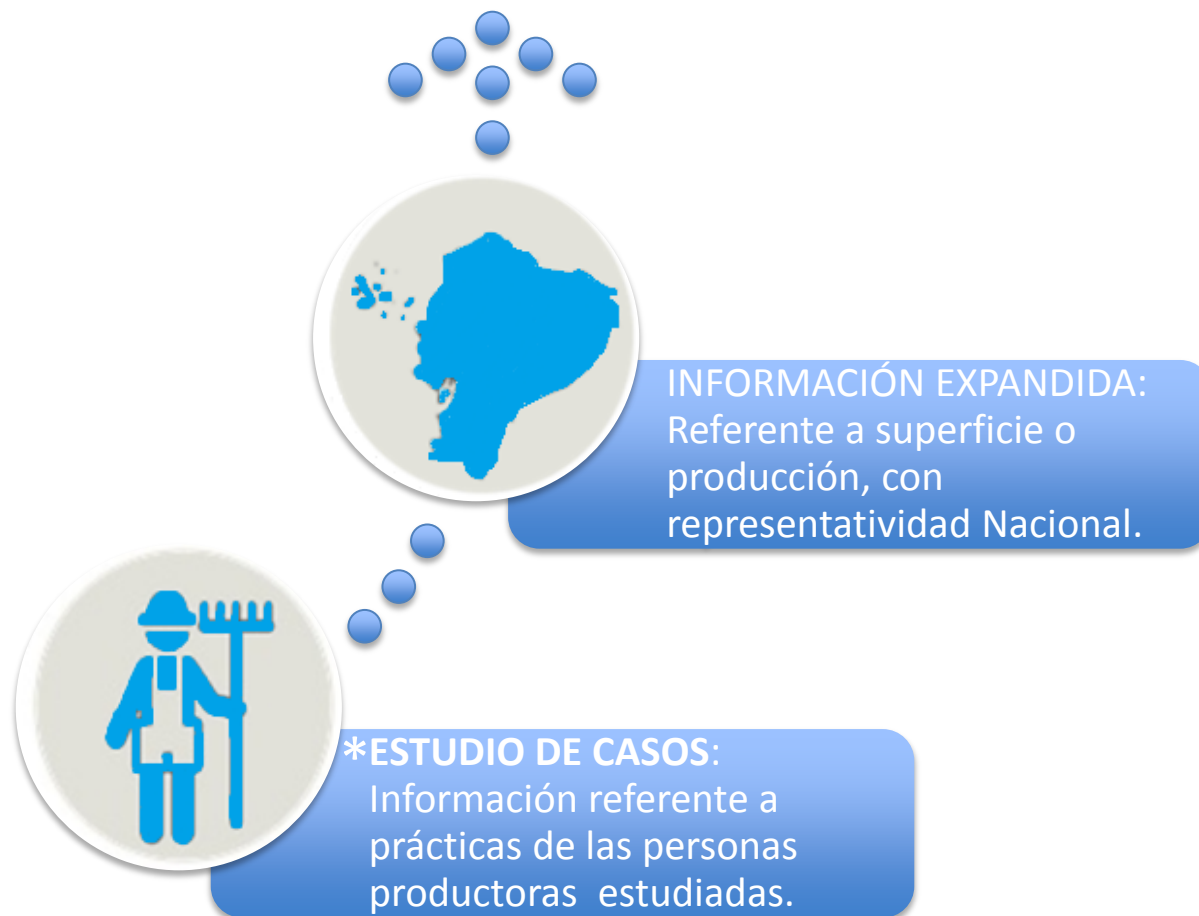 INFORMACIÓN EXPANDIDA:
Referente a superficie o
producción, con
representatividad Nacional.
*ESTUDIO DE CASOS:
Información referente a
prácticas de las personas
productoras  estudiadas.